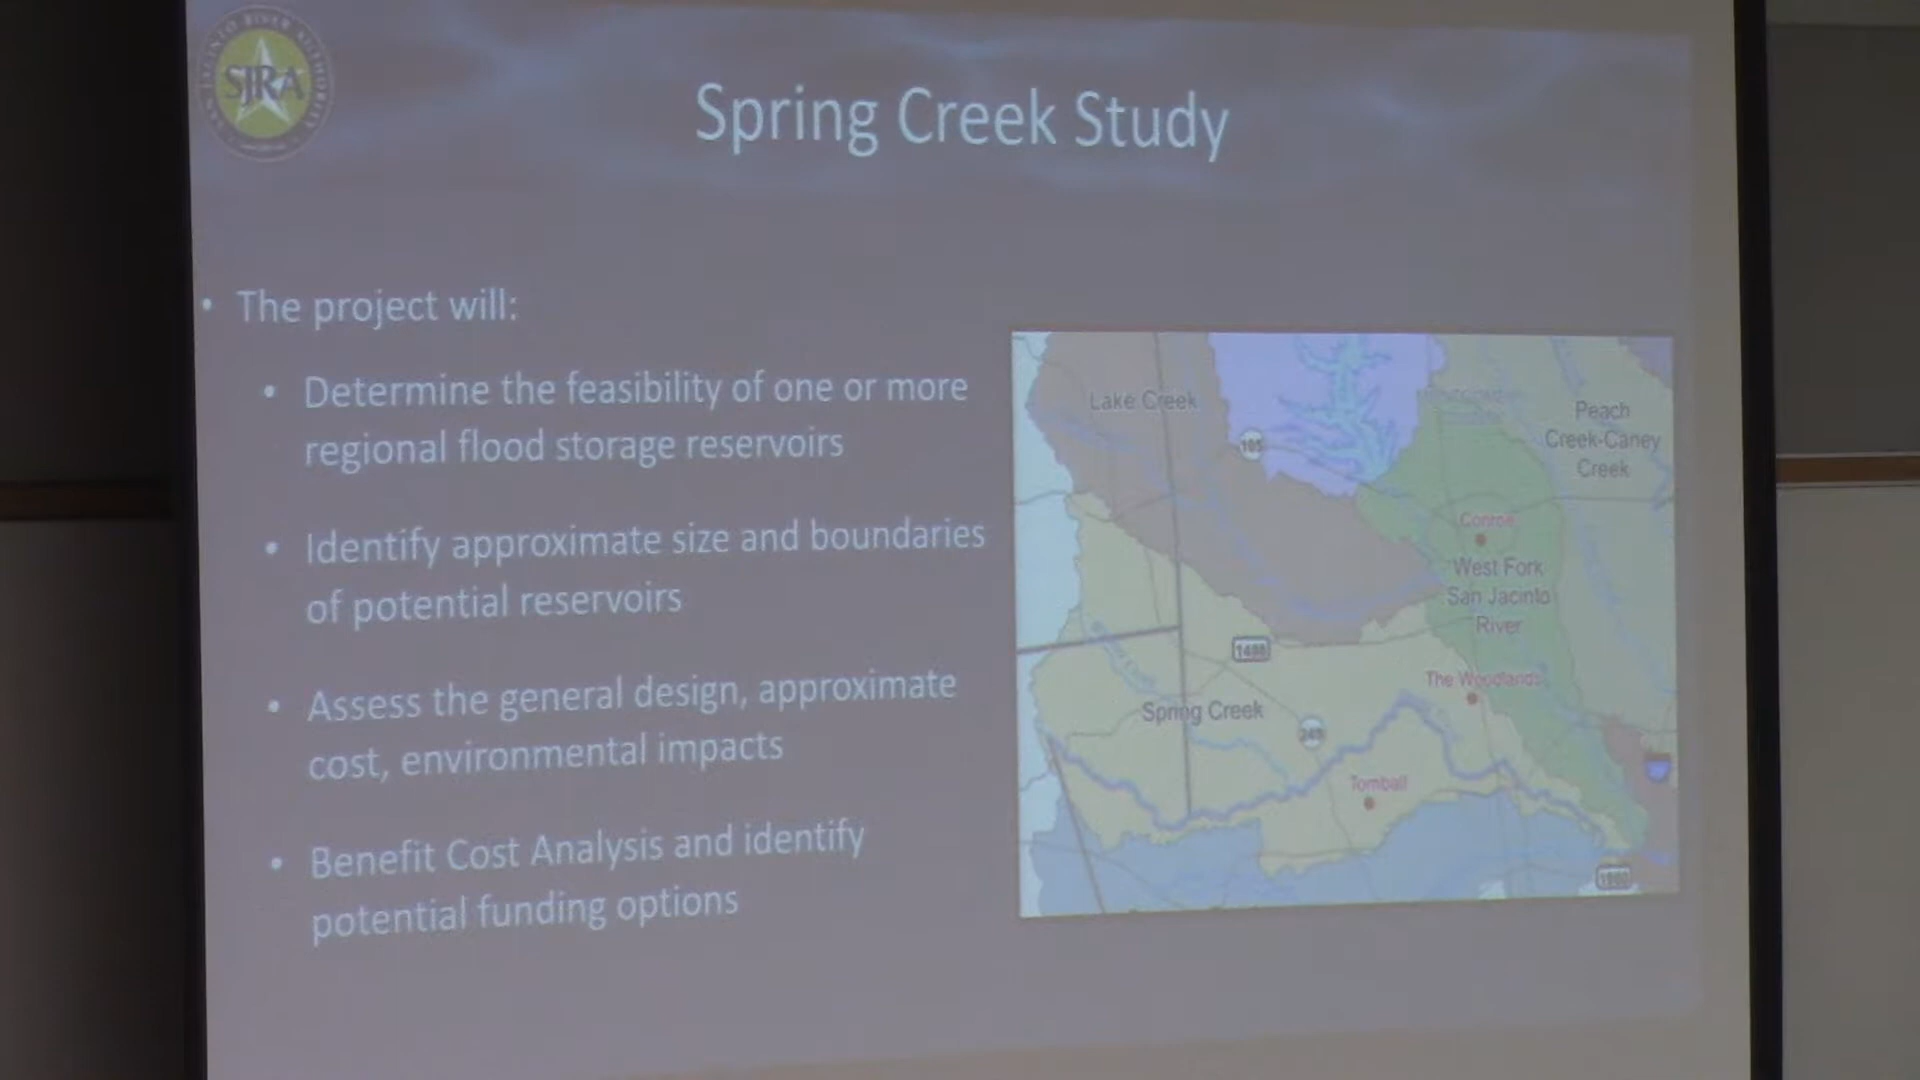 SJRA
Spring Creek Study
• The project will:
• Determine the feasibility of one or more
regional flood storage reservoirs
• Identify approximate size and boundaries
of potential reservoirs
• Assess the general design, approximate
cost, environmental impacts
• Benefit Cost Analysis and identify
potential funding options
Lake Creek
Peach
Creek-Caney
Creek
105
Conroe
West Fork
San Jacinto
River
1488
The Woodlands
Spring Creek
249
Tomball